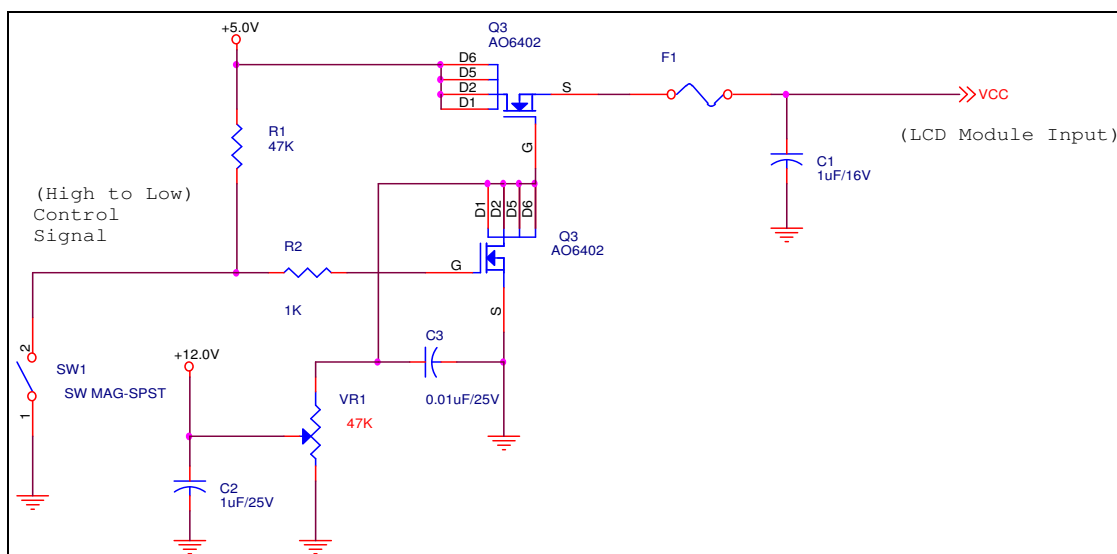 +5.0V
Q3
AO6402
D6
D5
D2
D1
S
G
F1
VCC
(LCD Module Input)
R1
47K
C1
1uF/16V
(High to Low)
Control
Signal
D1
D2
D5
D6
Q3
AO6402
R2
G
1K
S
C3
0.01uF/25V
+12.0V
2
SW1
SW MAG-SPST
1
VR1
47K
C2
1uF/25V